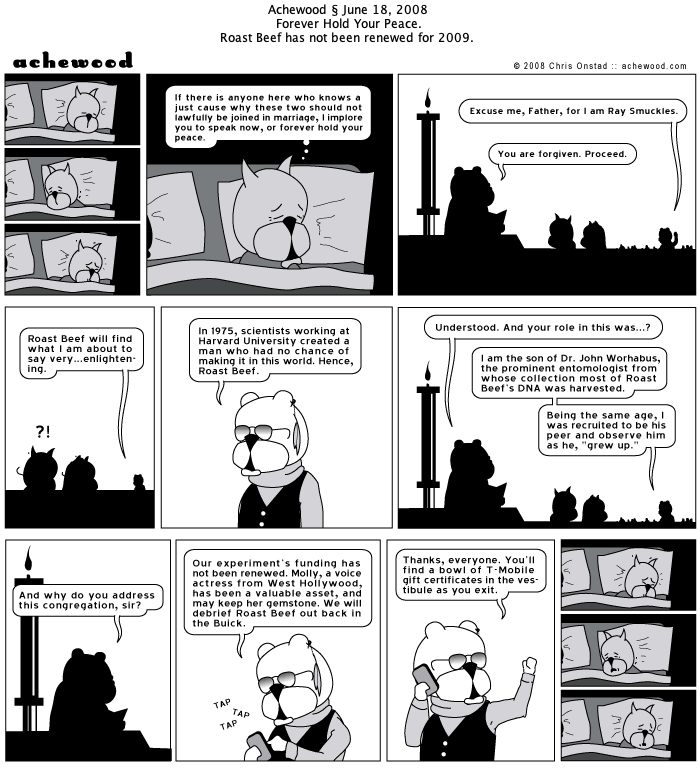 Achewood § June 18, 2008
Forever Hold Your Peace.
Roast Beef has not been renewed for 2009.
achewood
© 2008 Chris Onstad :: achewood.com
If there is anyone here who knows a
just cause why these two should not
lawfully be joined in marriage, I implore
you to speak now, or forever hold your
peace.
Excuse me, Father, for I am Ray Smuckles.
You are forgiven. Proceed.
Roast Beef will find
what I am about to
say very...enlighten-
ing.
?!
In 1975, scientists working at
Harvard University created a
man who had no chance of
making it in this world. Hence,
Roast Beef.
Understood. And your role in this was...?
I am the son of Dr. John Worhabus,
the prominent entomologist from
whose collection most of Roast
Beef's DNA was harvested.
Being the same age, I
was recruited to be his
peer and observe him
as he, "grew up."
And why do you address
this congregation, sir?
Our experiment's funding has
not been renewed. Molly, a voice
actress from West Hollywood,
has been a valuable asset, and
may keep her gemstone. We will
debrief Roast Beef out back in
the Buick.
TAP
TAP
TAP
Thanks, everyone. You'll
find a bowl of T-Mobile
gift certificates in the ves-
tibule as you exit.